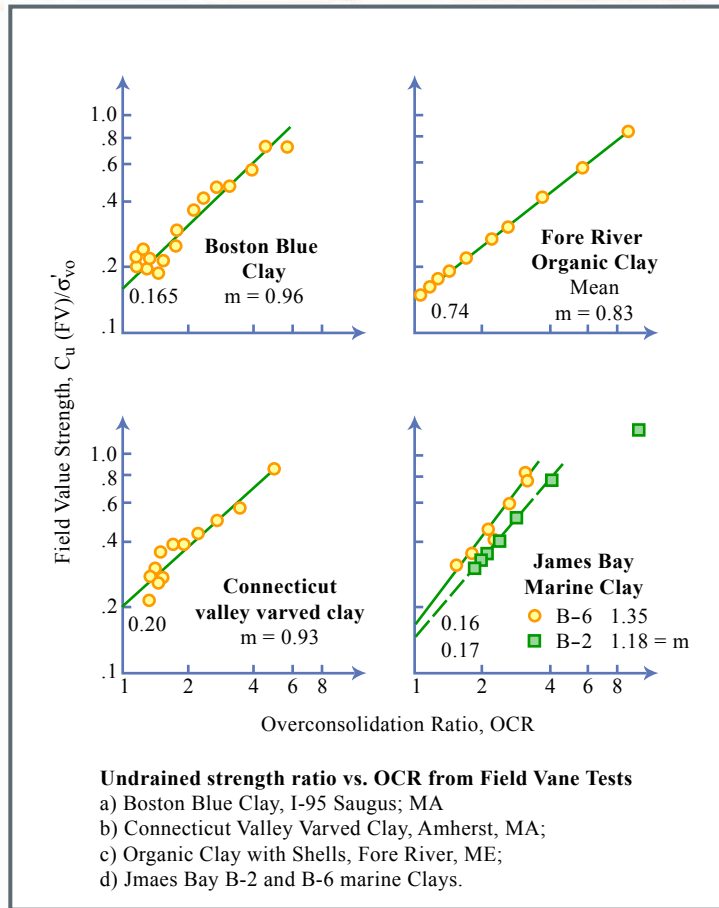 1.0
.8
.6
.4
.2
.1
0.165
Boston Blue
Clay
m = 0.96
Fore River
Organic Clay
Mean
m = 0.83
0.74
Field Value Strength, Cu (FV)/σ'vo
1.0
.8
.6
.4
.2
.1
0.20
Connecticut
valley varved clay
m = 0.93
1 2 4 6 8
James Bay
Marine Clay
B-6 1.35
B-2 1.18 = m
0.16
0.17
1 2 4 8
Overconsolidation Ratio, OCR
Undrained strength ratio vs. OCR from Field Vane Tests
a) Boston Blue Clay, I-95 Saugus; MA
b) Connecticut Valley Varved Clay, Amherst, MA;
c) Organic Clay with Shells, Fore River, ME;
d) Jmaes Bay B-2 and B-6 marine Clays.